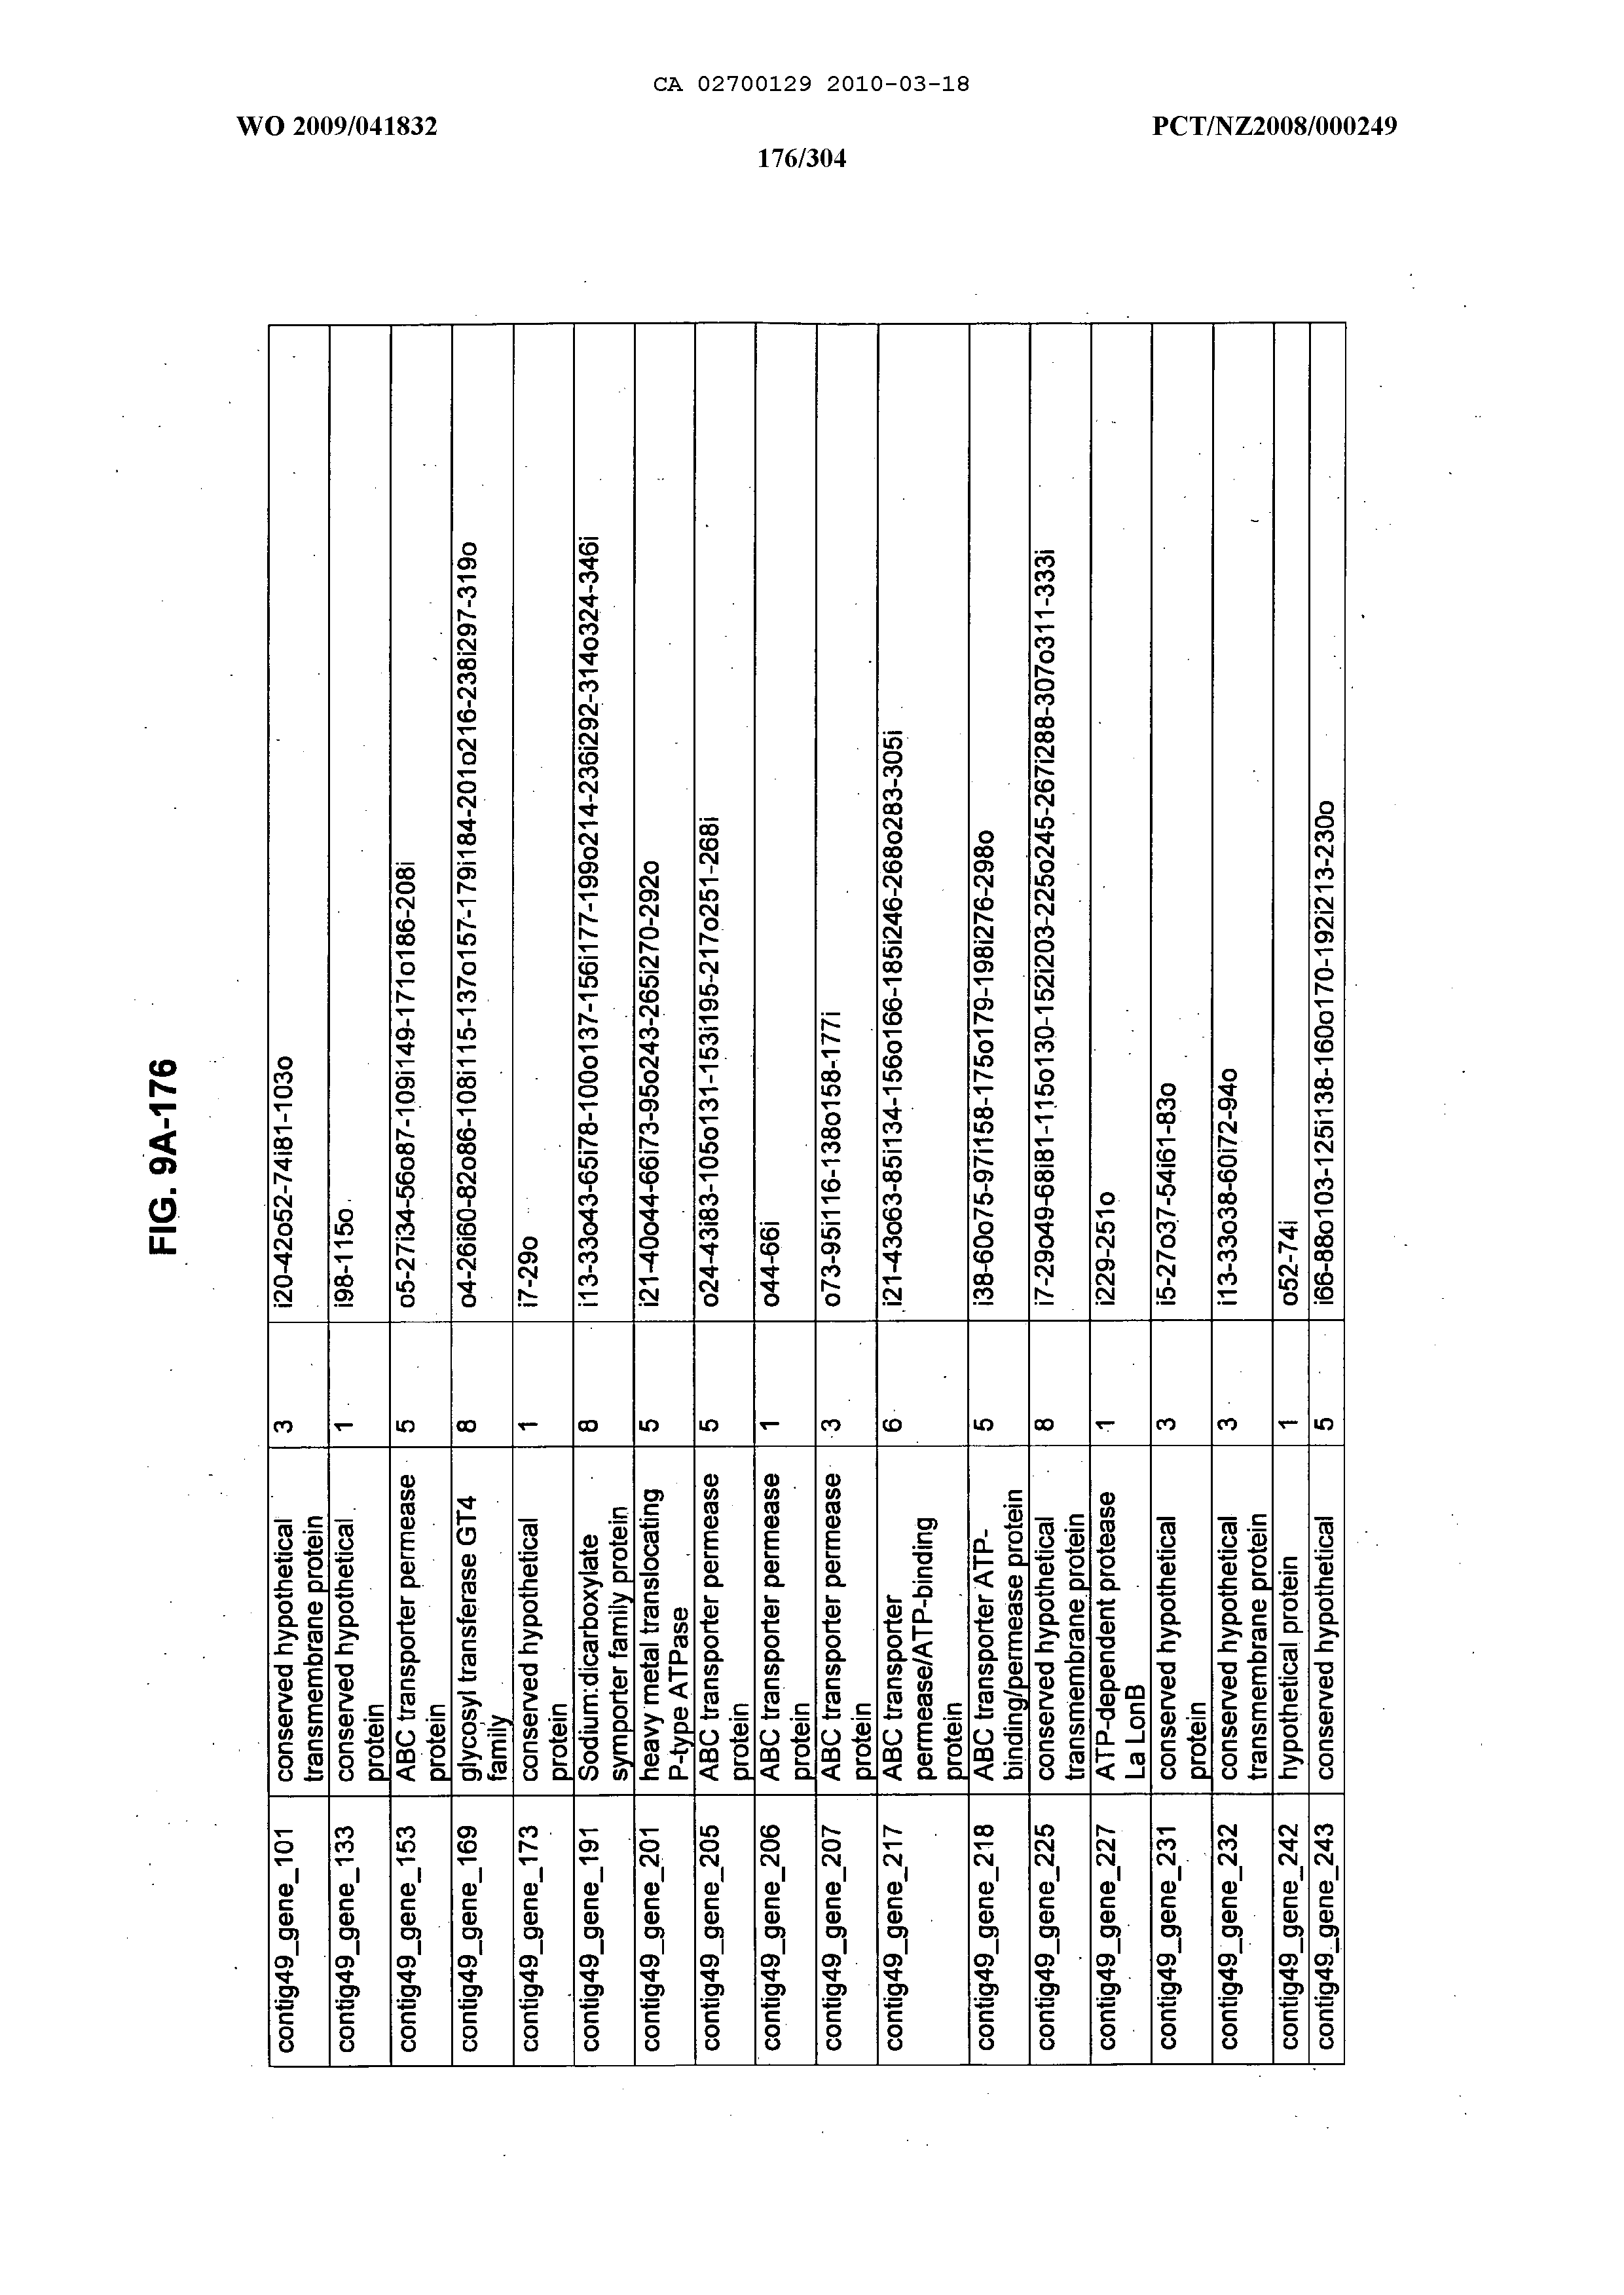 CA 02700129 2010-03-18
WO 2009/041832 PCT/NZ2008/000249
176/304
FIG. 9A-176
contig49_gene_101 conserved hypothetical 3 i20-42o52-74i81-103o
transmembrane protein
contig49_gene_133 conserved hypothetical 1 i98-115o
protein
contig49_gene_153 ABC transporter permease 5 o5-27i34-56o87-109i149-171o186-208i
protein
contig49_gene_169 glycosyl transferase GT4 8 o4-26i60-82o86-108i115-137o157-179i184-201o216-238i297-319o
family
contig49_gene_173 conserved hypothetical 1 i7-29o
protein
contig49_gene_191 Sodium:dicarboxylate 8 i13-33o43-65i78-100o137-156i177-199o214-236i292-314o324-346i
symporter family protein
contig49_gene_201 heavy metal translocating 5 i21-40o44-66i73-95o243-265i270-292o
P-type ATPase
contig49_gene_205 ABC transporter permease 5 o24-43i83-105o131-153i195-217o251-268i
protein
contig49_gene_206 ABC transporter permease 1 o44-66i
protein
contig49_gene_207 ABC transporter permease 3 o73-95i116-138o158-177i
protein
contig49_gene_217 ABC transporter 6 i21-43o63-85i134-156o166-185i246-268o283-305i
permease/ATP-binding
protein
contig49_gene_218 ABC transporter ATP- 5 i38-60o75-97i158-175o179-198i276-298o
binding/permease protein
contig49_gene_225 conserved hypothetical 8 i7-29o49-68i81-115o130-152i203-225o245-267i288-307o311-333i
transmembrane protein
contig49_gene_227 ATP-dependent protease 1 i229-251o
La LonB
contig49_gene_231 conserved hypothetical 3 i5-27o37-54i61-83o
protein
contig49_gene_232 conserved hypothetical 3 i13-33o38-60i72-94o
transmembrane protein
contig49_gene_242 hypothetical protein 1 o52-74i
contig49_gene_243 conserved hypothetical 5 i66-88o103-125i138-160o170-192i213-230o